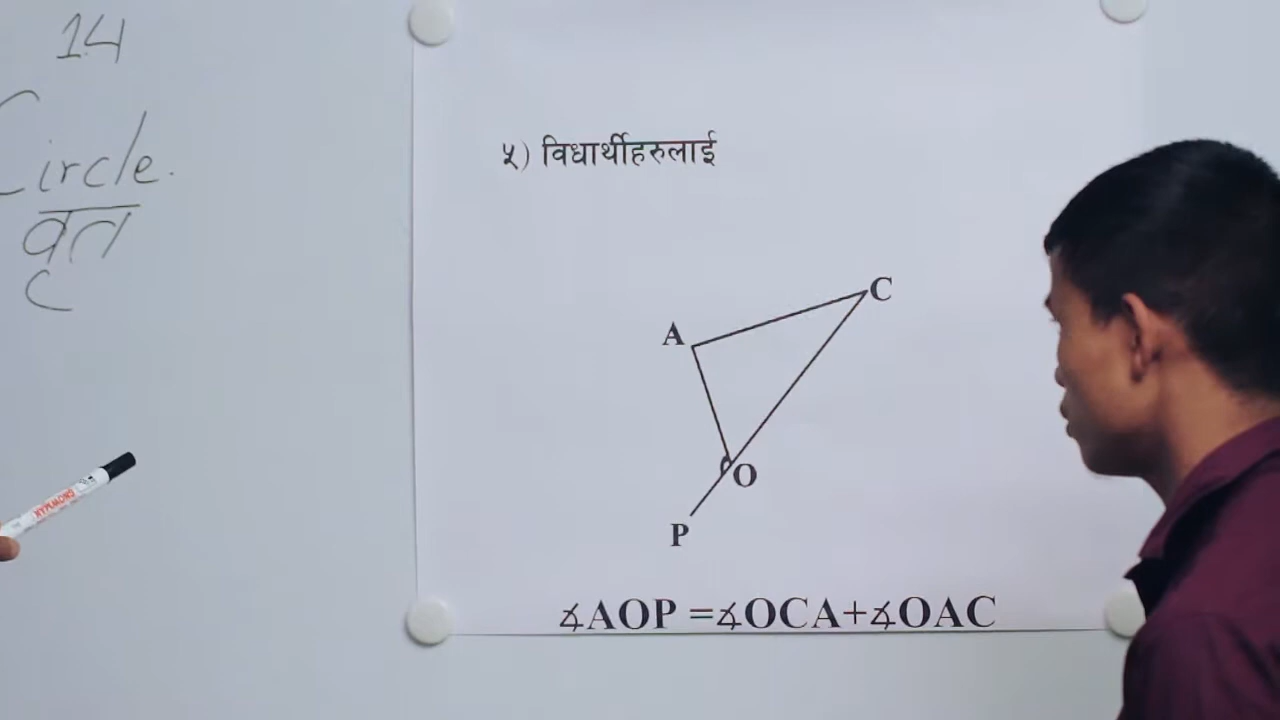 14
Circle.
वृत
५) विधार्थीहरुलाई
C
A
O
P
∡AOP =∡OCA+∡OAC